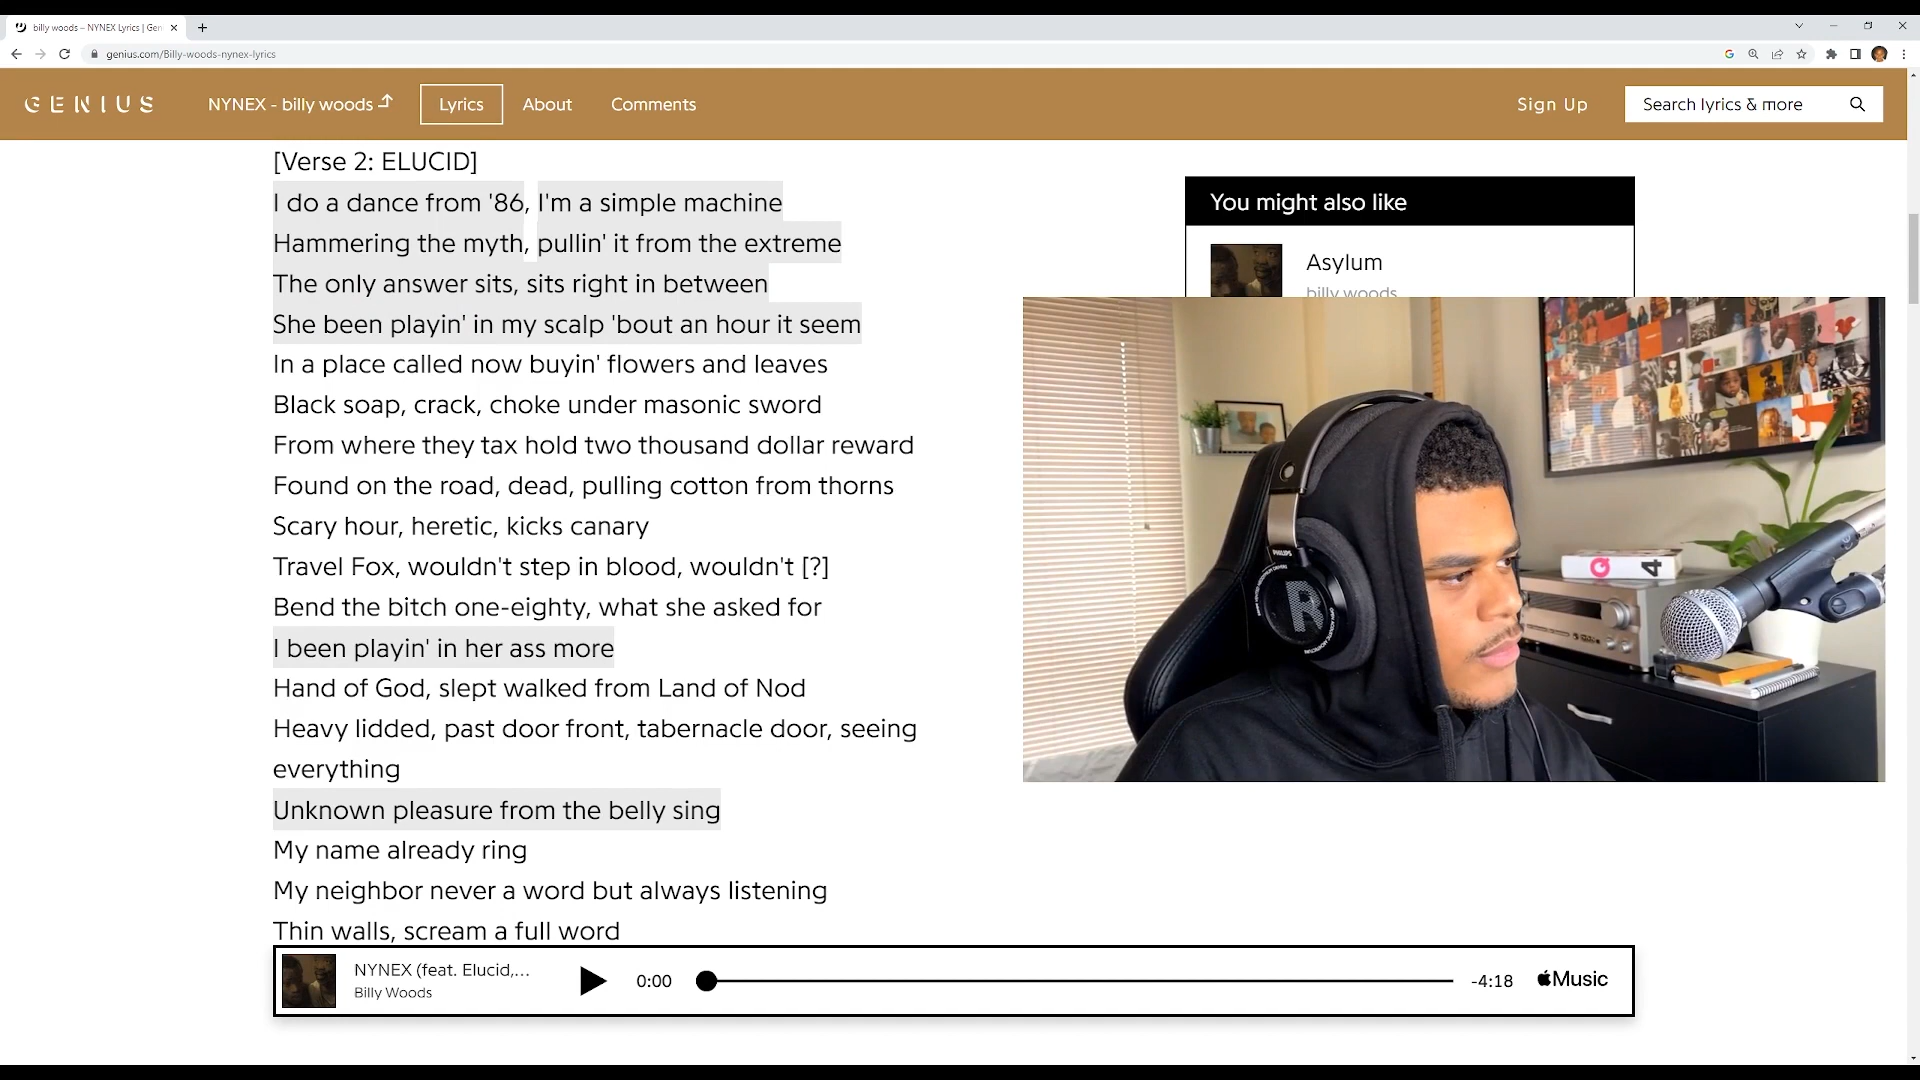 billy woods – NYNEX Lyrics | Gen
genius.com/Billy-woods-nynex-lyrics
GENIUS
NYNEX - billy woods
Lyrics
About
Comments
Sign Up
Search lyrics & more
[Verse 2: ELUCID]
I do a dance from '86, I'm a simple machine
Hammering the myth, pullin' it from the extreme
The only answer sits, sits right in between
She been playin' in my scalp 'bout an hour it seem
In a place called now buyin' flowers and leaves
Black soap, crack, choke under masonic sword
From where they tax hold two thousand dollar reward
Found on the road, dead, pulling cotton from thorns
Scary hour, heretic, kicks canary
Travel Fox, wouldn't step in blood, wouldn't [?]
Bend the bitch one-eighty, what she asked for
I been playin' in her ass more
Hand of God, slept walked from Land of Nod
Heavy lidded, past door front, tabernacle door, seeing
everything
Unknown pleasure from the belly sing
My name already ring
My neighbor never a word but always listening
Thin walls, scream a full word
You might also like
Asylum
billy woods
PHILIPS
R
4
NYNEX (feat. Elucid,...
Billy Woods
0:00
-4:18
Music